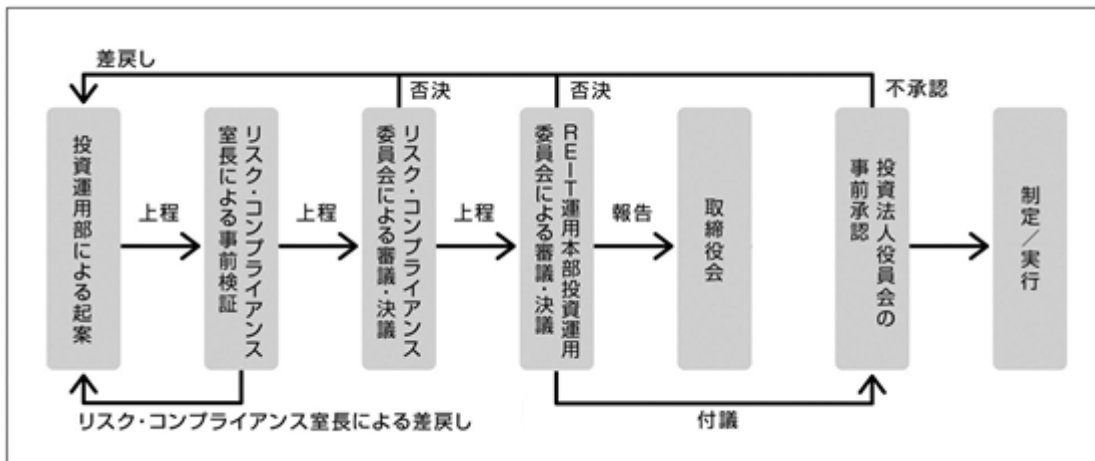 差戻し
否決
否決
不承認
投資運用部による起案
上程
リスク・コンプライアンス
室長による事前検証
上程
リスク・コンプライアンス
委員会による審議・決議
上程
REIT運用本部投資運用
委員会による審議・決議
報告
取締役会
投資法人役員会の
事前承認
制定／実行
リスク・コンプライアンス室長による差戻し
付議